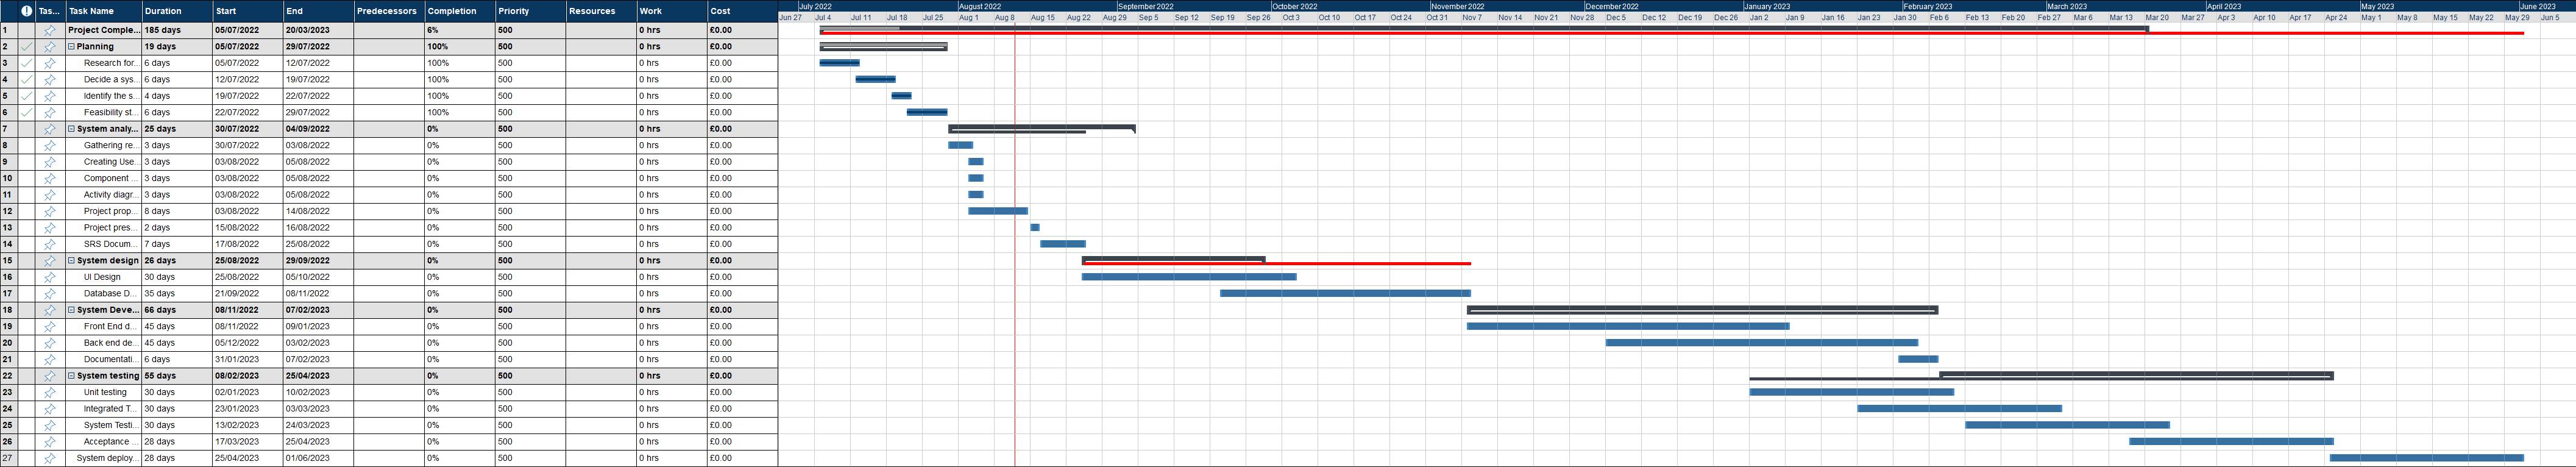 Tas... Task Name Duration Start End Predecessors Completion Priority Resources Work Cost July 2022 August 2022 September 2022 October 2022 November 2022 December 2022 January 2023 February 2023 March 2023 April 2023 May 2023 June 2023
Jun 27 Jul 4 Jul 11 Jul 18 Jul 25 Aug 1 Aug 8 Aug 15 Aug 22 Aug 29 Sep 5 Sep 12 Sep 19 Sep 26 Oct 3 Oct 10 Oct 17 Oct 24 Oct 31 Nov 7 Nov 14 Nov 21 Nov 28 Dec 5 Dec 12 Dec 19 Dec 26 Jan 2 Jan 9 Jan 16 Jan 23 Jan 30 Feb 6 Feb 13 Feb 20 Feb 27 Mar 6 Mar 13 Mar 20 Mar 27 Apr 3 Apr 10 Apr 17 Apr 24 May 1 May 8 May 15 May 22 May 29 Jun 5
1 Project Comple... 185 days 05/07/2022 20/03/2023 6% 500 0 hrs £0.00
2 Planning 19 days 05/07/2022 29/07/2022 100% 500 0 hrs £0.00
3 Research for... 6 days 05/07/2022 12/07/2022 100% 500 0 hrs £0.00
4 Decide a sys... 6 days 12/07/2022 19/07/2022 100% 500 0 hrs £0.00
5 Identify the s... 4 days 19/07/2022 22/07/2022 100% 500 0 hrs £0.00
6 Feasibility st... 6 days 22/07/2022 29/07/2022 100% 500 0 hrs £0.00
7 System analy... 25 days 30/07/2022 04/09/2022 0% 500 0 hrs £0.00
8 Gathering re... 3 days 30/07/2022 03/08/2022 0% 500 0 hrs £0.00
9 Creating Use... 3 days 03/08/2022 05/08/2022 0% 500 0 hrs £0.00
10 Component ... 3 days 03/08/2022 05/08/2022 0% 500 0 hrs £0.00
11 Activity diagr... 3 days 03/08/2022 05/08/2022 0% 500 0 hrs £0.00
12 Project prop... 8 days 03/08/2022 14/08/2022 0% 500 0 hrs £0.00
13 Project pres... 2 days 15/08/2022 16/08/2022 0% 500 0 hrs £0.00
14 SRS Docum... 7 days 17/08/2022 25/08/2022 0% 500 0 hrs £0.00
15 System design 26 days 25/08/2022 29/09/2022 0% 500 0 hrs £0.00
16 UI Design 30 days 25/08/2022 05/10/2022 0% 500 0 hrs £0.00
17 Database D... 35 days 21/09/2022 08/11/2022 0% 500 0 hrs £0.00
18 System Deve... 66 days 08/11/2022 07/02/2023 0% 500 0 hrs £0.00
19 Front End d... 45 days 08/11/2022 09/01/2023 0% 500 0 hrs £0.00
20 Back end de... 45 days 05/12/2022 03/02/2023 0% 500 0 hrs £0.00
21 Documentati... 6 days 31/01/2023 07/02/2023 0% 500 0 hrs £0.00
22 System testing 55 days 08/02/2023 25/04/2023 0% 500 0 hrs £0.00
23 Unit testing 30 days 02/01/2023 10/02/2023 0% 500 0 hrs £0.00
24 Integrated T... 30 days 23/01/2023 03/03/2023 0% 500 0 hrs £0.00
25 System Testi... 30 days 13/02/2023 24/03/2023 0% 500 0 hrs £0.00
26 Acceptance ... 28 days 17/03/2023 25/04/2023 0% 500 0 hrs £0.00
27 System deploy... 28 days 25/04/2023 01/06/2023 0% 500 0 hrs £0.00